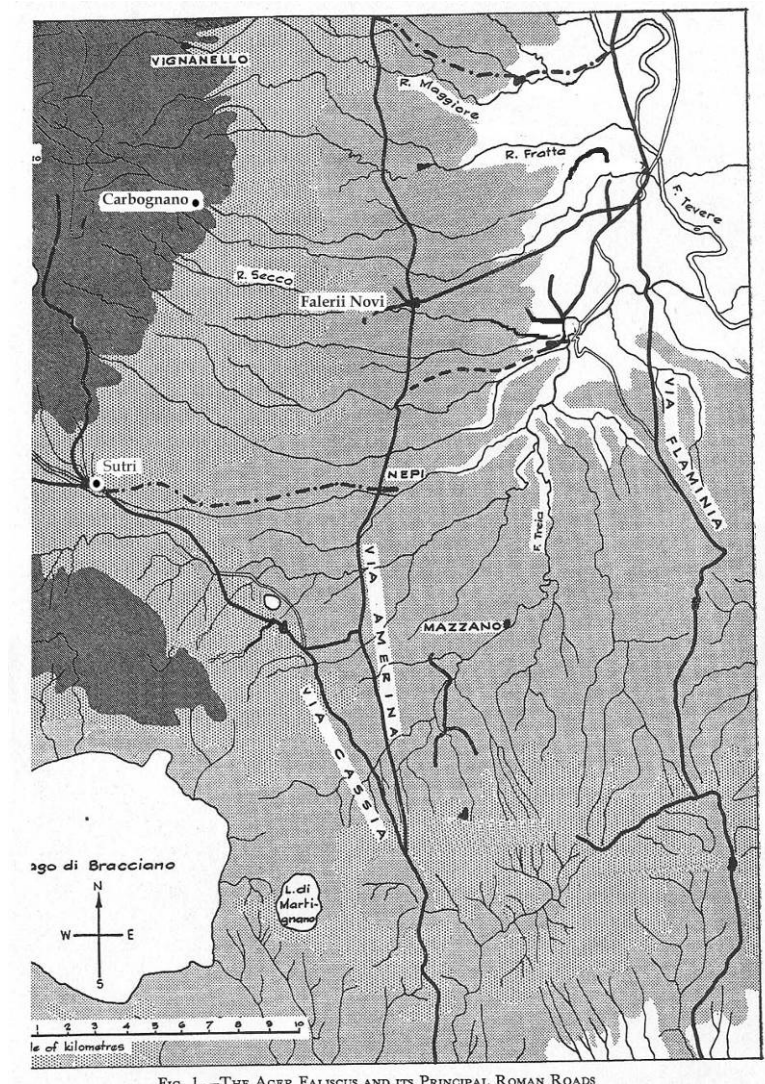 VIGNANELLO
R. Maggiore
R. Fratta
Carbognano
F. Tevere
R. Secco
Falerii Novi
VIA FLAMINIA
Sutri
NEPI
F. Treia
VIA AMERINA
MAZZANO
VIA CASSIA
ago di Bracciano
N
W E
S
L. di
Marti-
gnano
1 2 3 4 5 6 7 8 9 10
le of kilometres
FIG. 1.—THE AGER FALISCUS AND ITS PRINCIPAL ROMAN ROADS